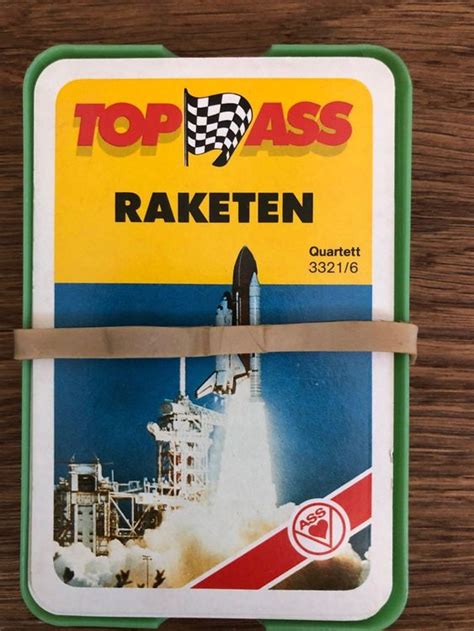 TOP ASS
RAKETEN
Quartett
3321/6
ASS